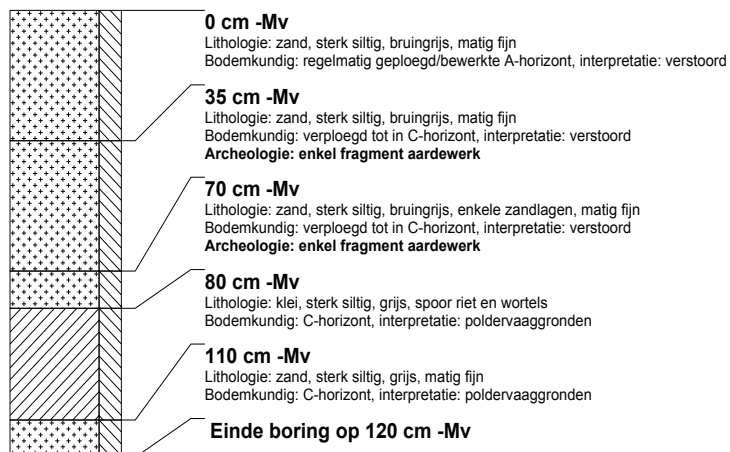 0 cm -Mv
Lithologie: zand, sterk siltig, bruingrijs, matig fijn
Bodemkundig: regelmatig geploegd/bewerkte A-horizont, interpretatie: verstoord
35 cm -Mv
Lithologie: zand, sterk siltig, bruingrijs, matig fijn
Bodemkundig: verploegd tot in C-horizont, interpretatie: verstoord
Archeologie: enkel fragment aardewerk
70 cm -Mv
Lithologie: zand, sterk siltig, bruingrijs, enkele zandlagen, matig fijn
Bodemkundig: verploegd tot in C-horizont, interpretatie: verstoord
Archeologie: enkel fragment aardewerk
80 cm -Mv
Lithologie: klei, sterk siltig, grijs, spoor riet en wortels
Bodemkundig: C-horizont, interpretatie: poldervaaggronden
110 cm -Mv
Lithologie: zand, sterk siltig, grijs, matig fijn
Bodemkundig: C-horizont, interpretatie: poldervaaggronden
Einde boring op 120 cm -Mv